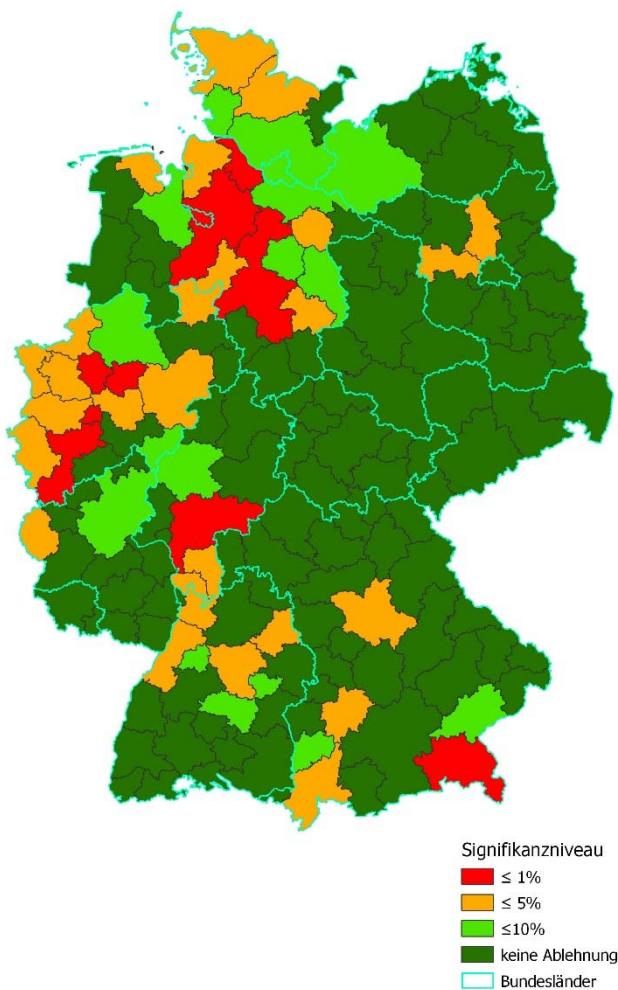 Signifikanzniveau
≤ 1%
≤ 5%
≤10%
keine Ablehnung
Bundesländer